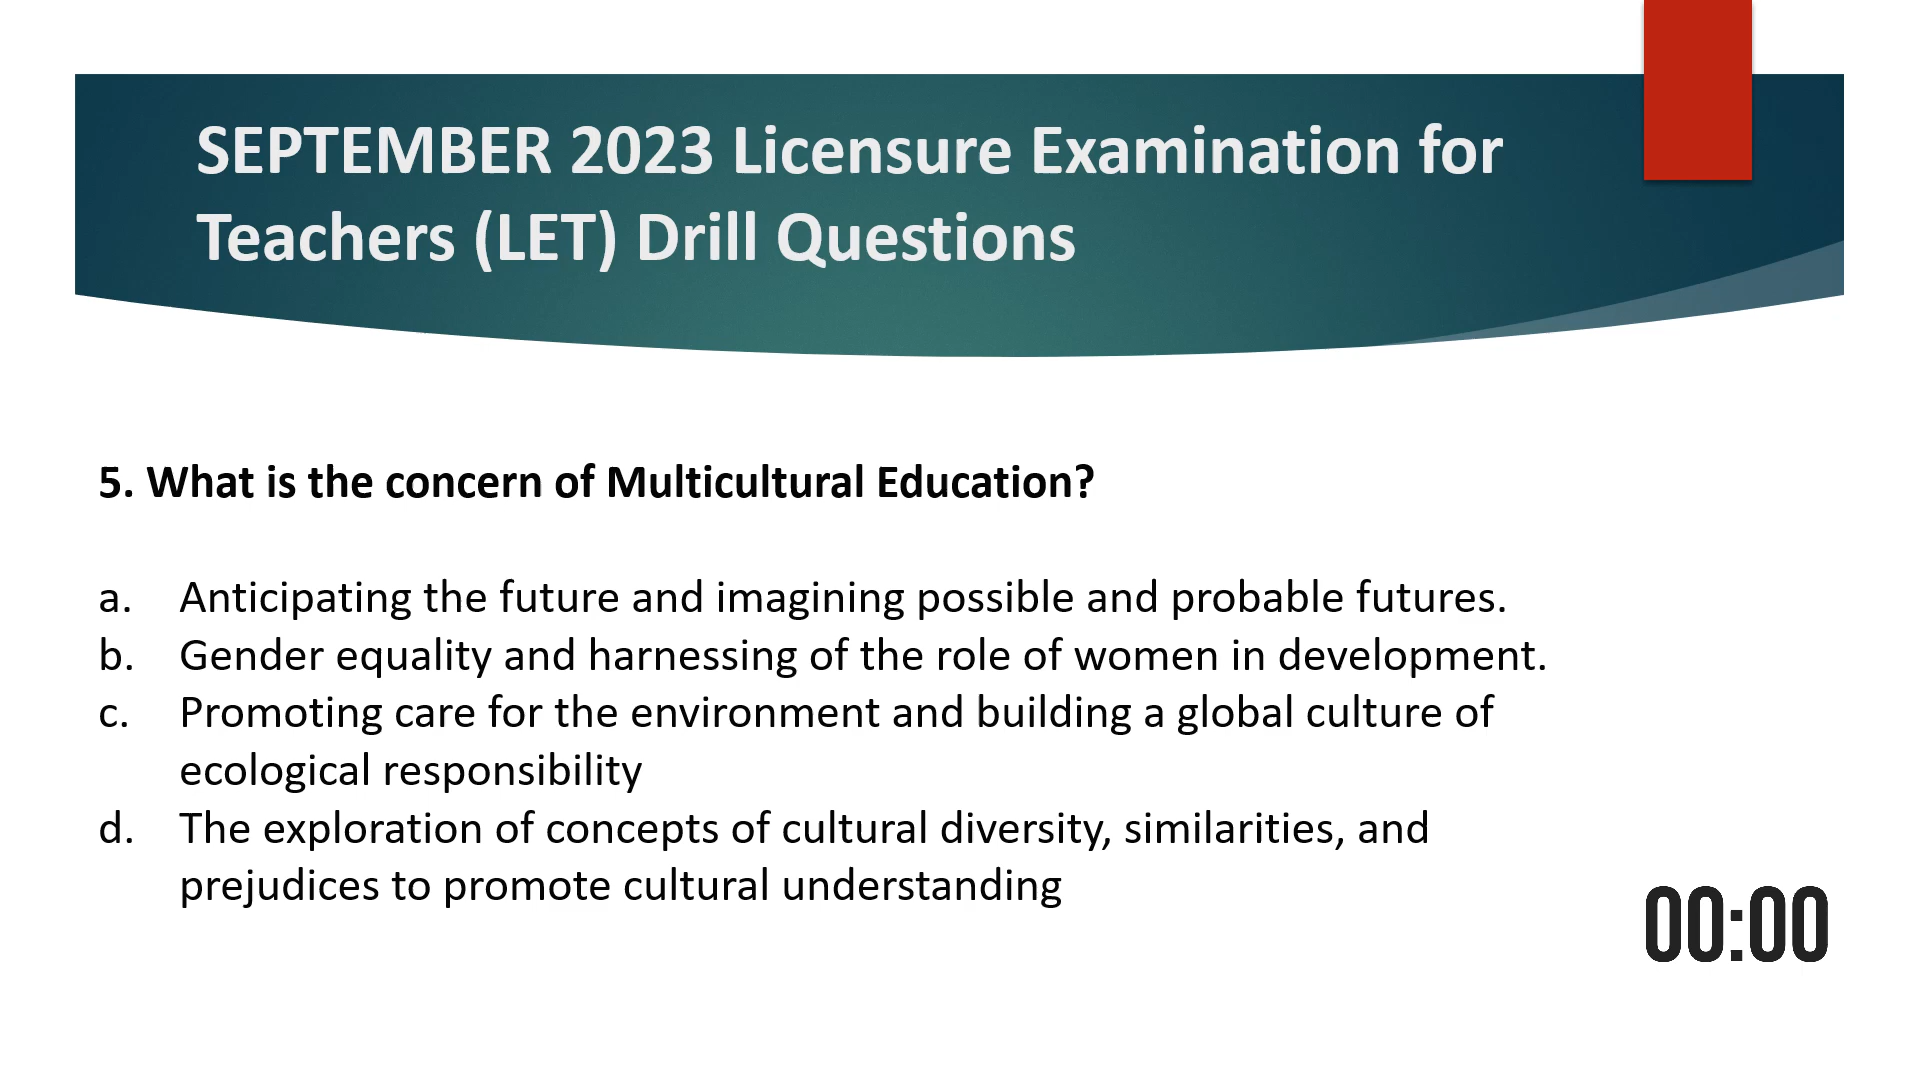 SEPTEMBER 2023 Licensure Examination for
Teachers (LET) Drill Questions
5. What is the concern of Multicultural Education?
a. Anticipating the future and imagining possible and probable futures.
b. Gender equality and harnessing of the role of women in development.
c. Promoting care for the environment and building a global culture of
ecological responsibility
d. The exploration of concepts of cultural diversity, similarities, and
prejudices to promote cultural understanding
00:00